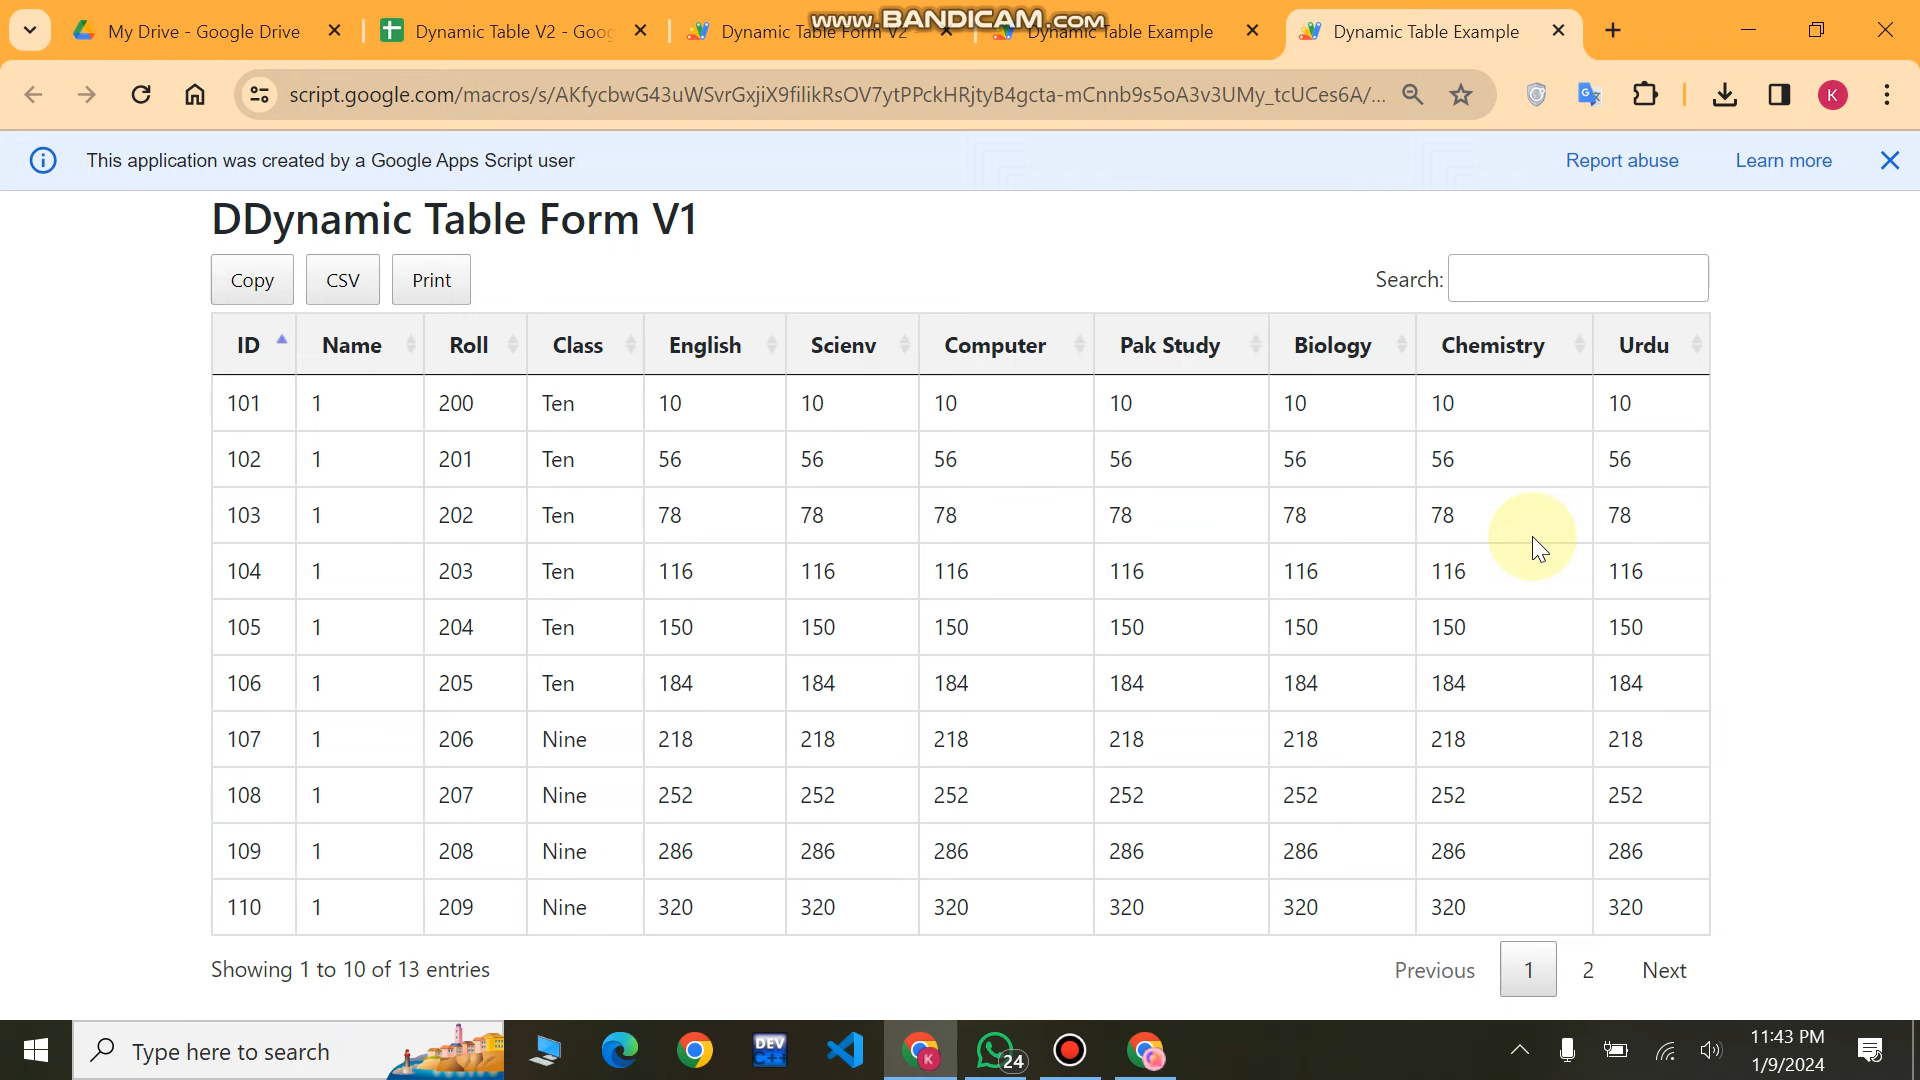 www.BANDICAM.com
My Drive - Google Drive
Dynamic Table V2 - Goog
Dynamic Table Form V2
Dynamic Table Example
Dynamic Table Example
script.google.com/macros/s/AKfycbwG43uWSvrGxjiX9filikRsOV7ytPPckHRjtyB4gcta-mCnnb9s5oA3v3UMy_tcUCes6A/...
K
This application was created by a Google Apps Script user
Report abuse
Learn more
DDynamic Table Form V1
Copy
CSV
Print
Search:
ID Name Roll Class English Scienv Computer Pak Study Biology Chemistry Urdu
101 1 200 Ten 10 10 10 10 10 10 10
102 1 201 Ten 56 56 56 56 56 56 56
103 1 202 Ten 78 78 78 78 78 78 78
104 1 203 Ten 116 116 116 116 116 116 116
105 1 204 Ten 150 150 150 150 150 150 150
106 1 205 Ten 184 184 184 184 184 184 184
107 1 206 Nine 218 218 218 218 218 218 218
108 1 207 Nine 252 252 252 252 252 252 252
109 1 208 Nine 286 286 286 286 286 286 286
110 1 209 Nine 320 320 320 320 320 320 320
Showing 1 to 10 of 13 entries
Previous 1 2 Next
Type here to search
DEV C++
K
24
11:43 PM
1/9/2024